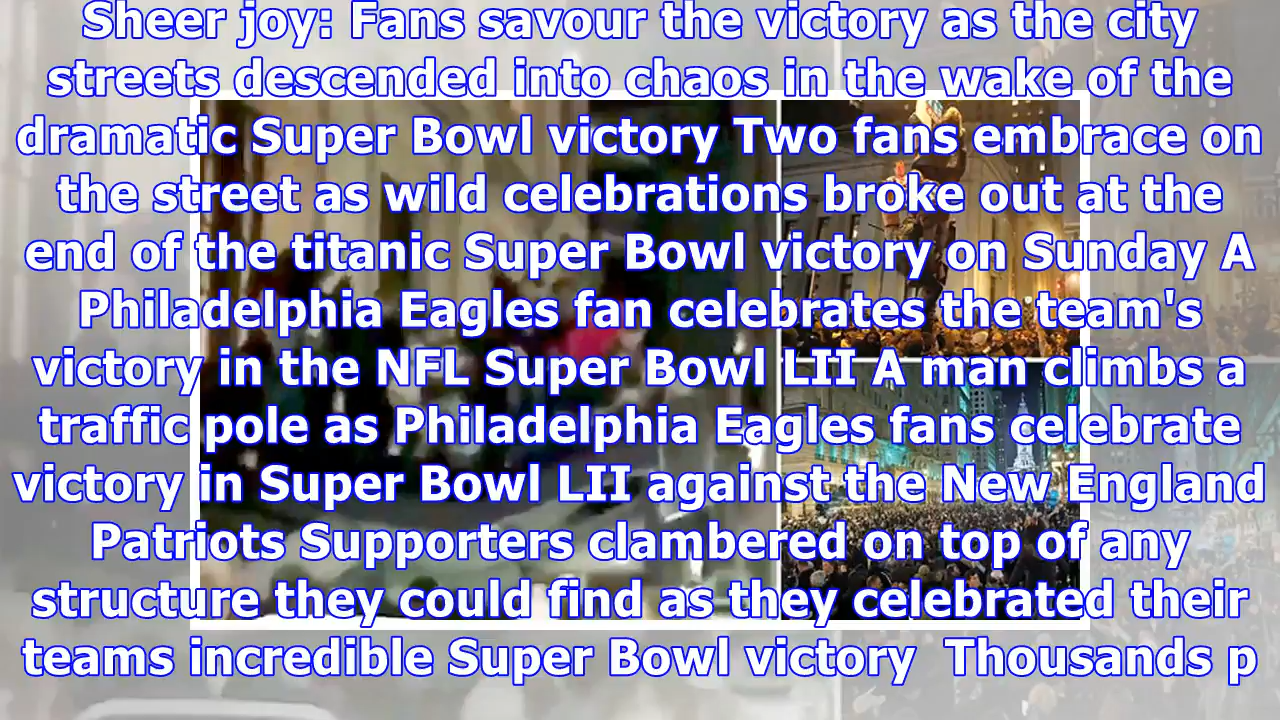 Sheer joy: Fans savour the victory as the city
streets descended into chaos in the wake of the
dramatic Super Bowl victory Two fans embrace on
the street as wild celebrations broke out at the
end of the titanic Super Bowl victory on Sunday A
Philadelphia Eagles fan celebrates the team's
victory in the NFL Super Bowl LII A man climbs a
traffic pole as Philadelphia Eagles fans celebrate
victory in Super Bowl LII against the New England
Patriots Supporters clambered on top of any
structure they could find as they celebrated their
teams incredible Super Bowl victory  Thousands p